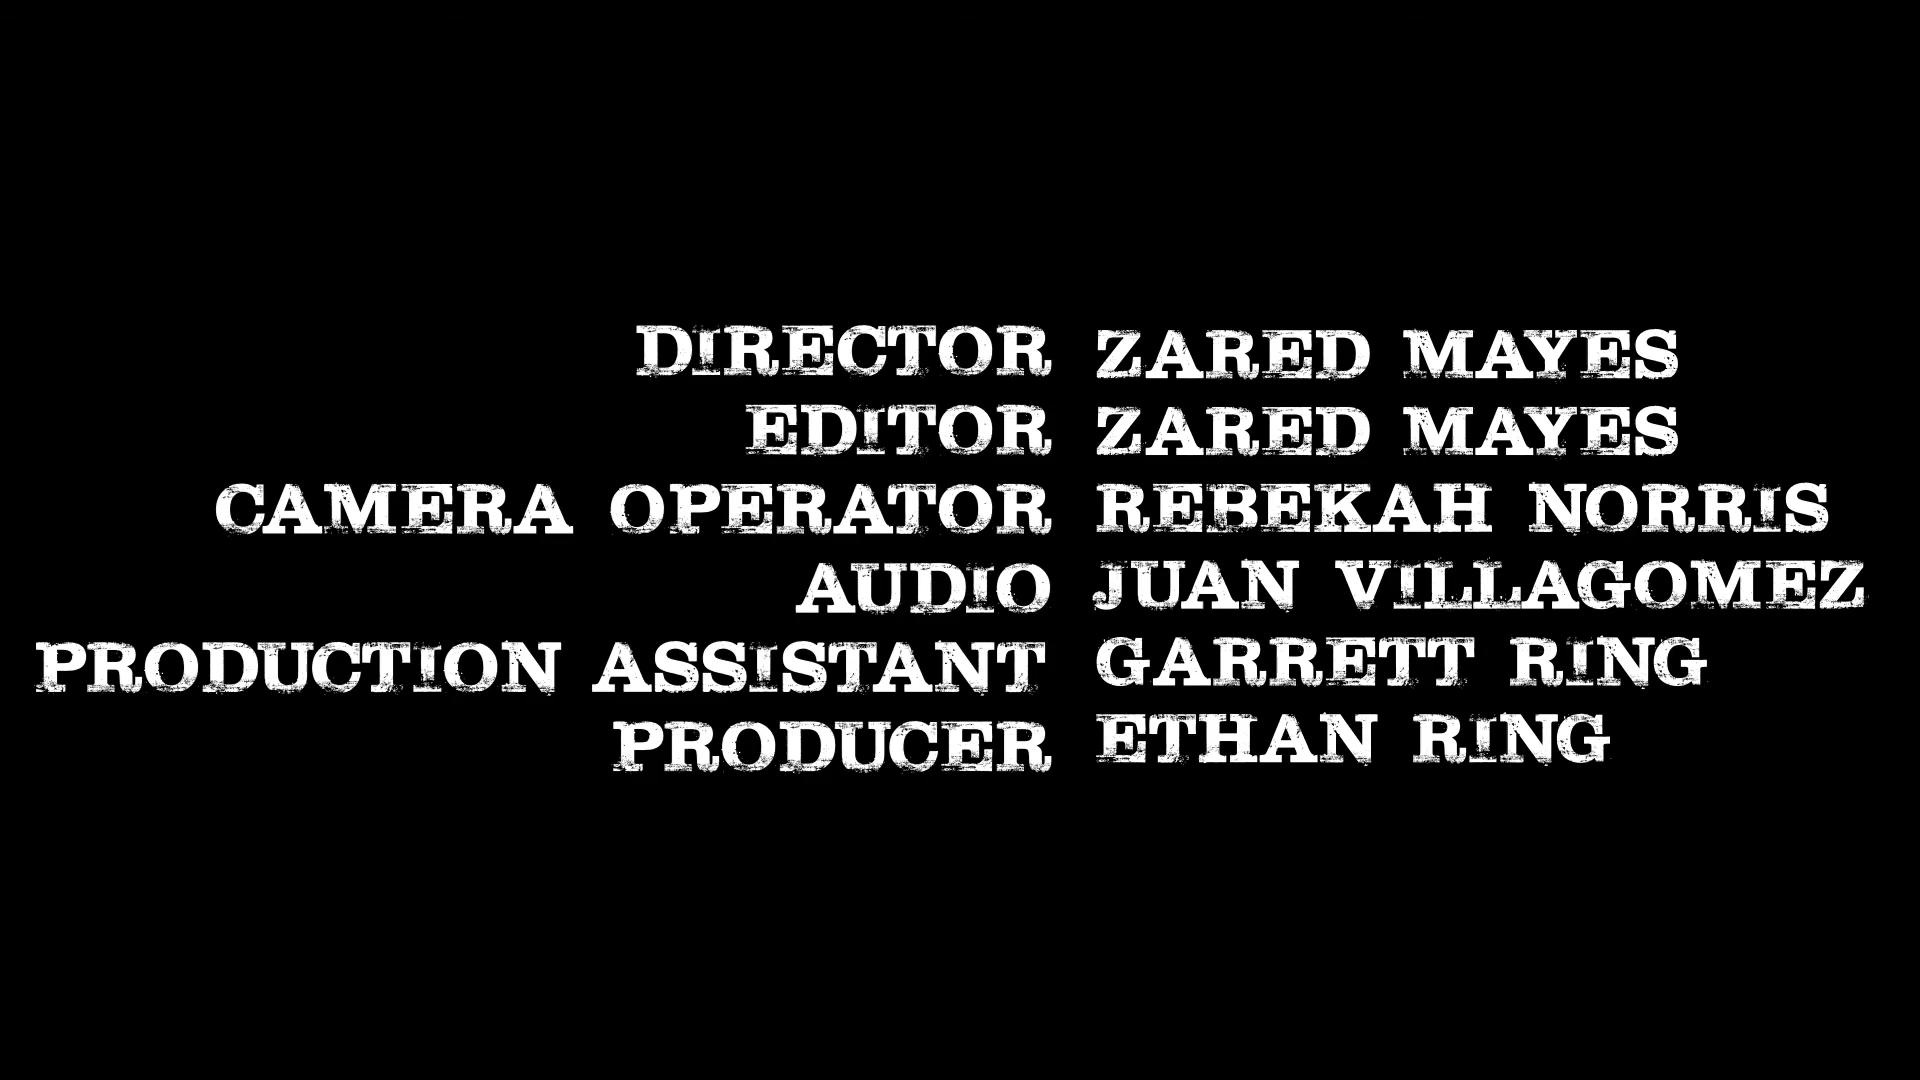 DIRECTOR ZARED MAYES
EDITOR ZARED MAYES
CAMERA OPERATOR REBEKAH NORRIS
AUDIO JUAN VILLAGOMEZ
PRODUCTION ASSISTANT GARRETT RING
PRODUCER ETHAN RING